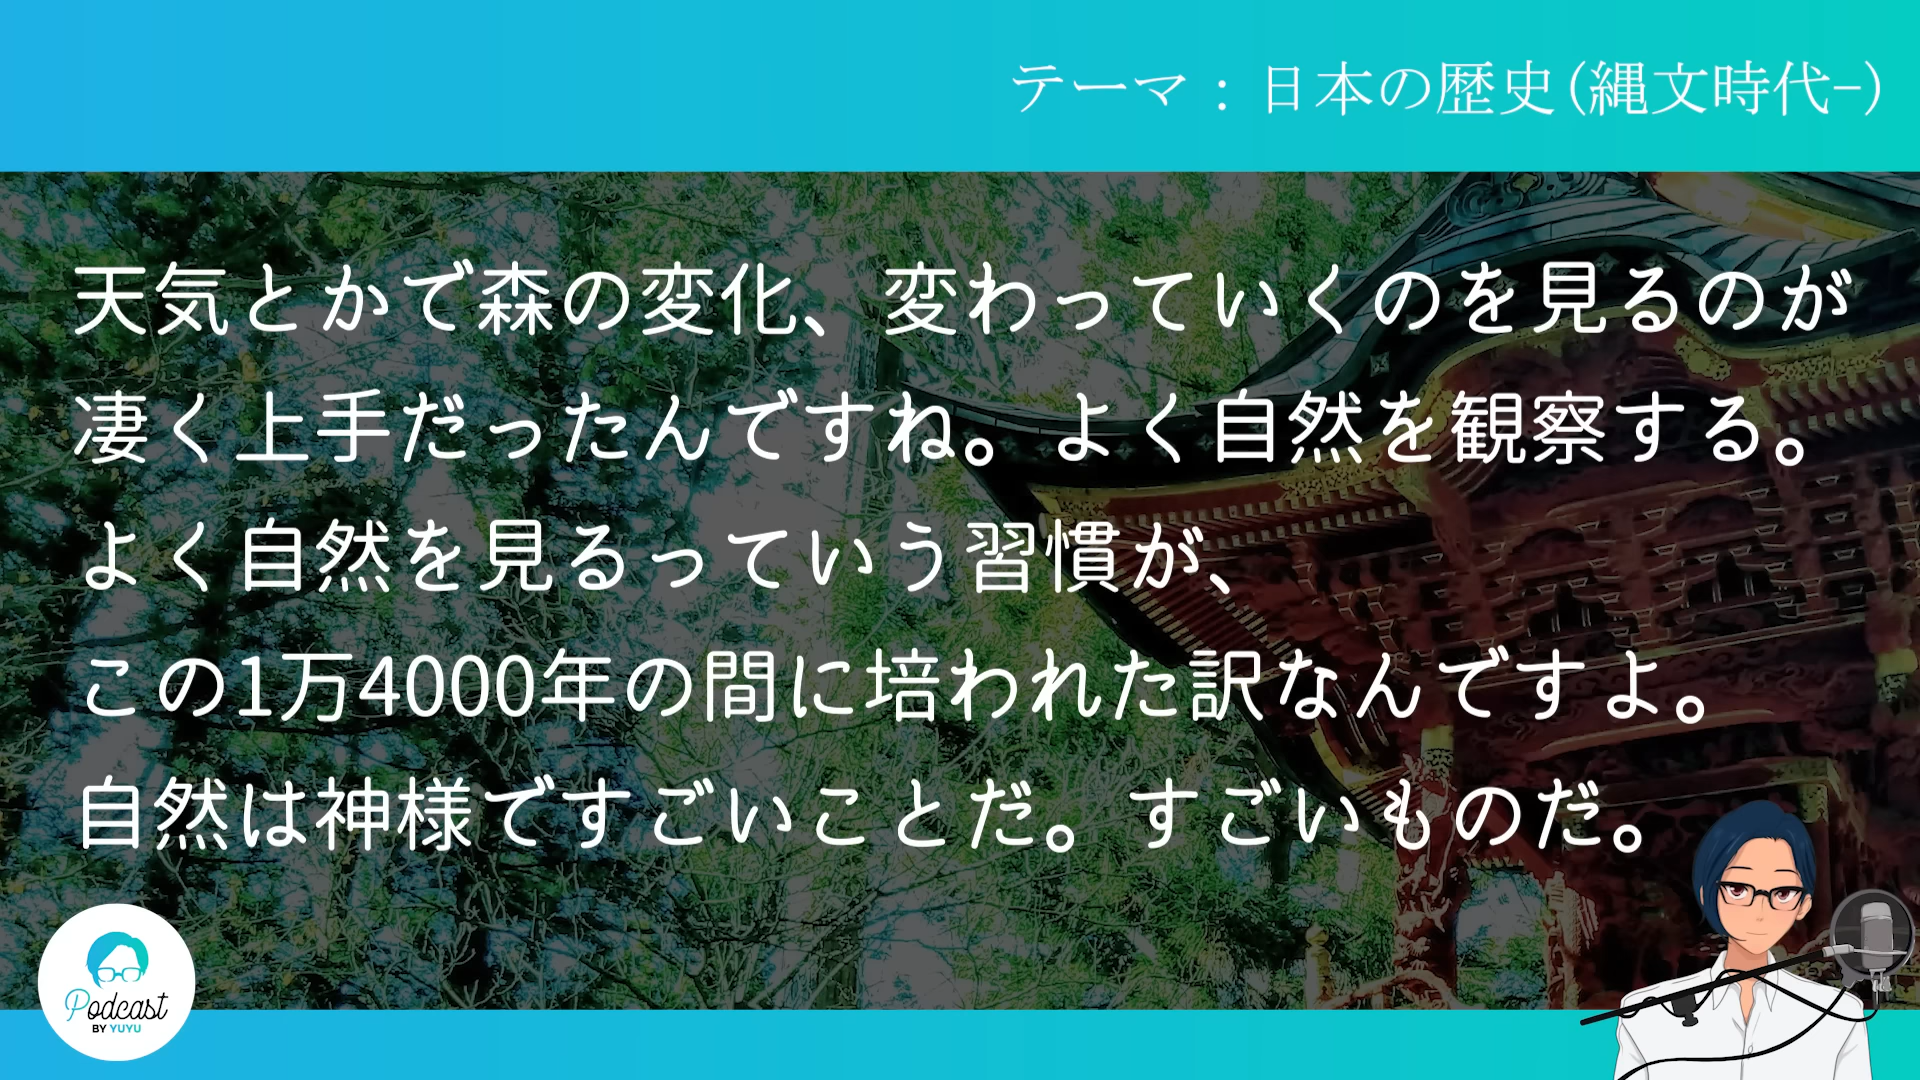 テーマ：日本の歴史(縄文時代-)
天気とかで森の変化、変わっていくのを見るのが
凄く上手だったんですね。よく自然を観察する。
よく自然を見るっていう習慣が、
この1万4000年の間に培われた訳なんですよ。
自然は神様ですごいことだ。すごいものだ。
Podcast
BY YUYU